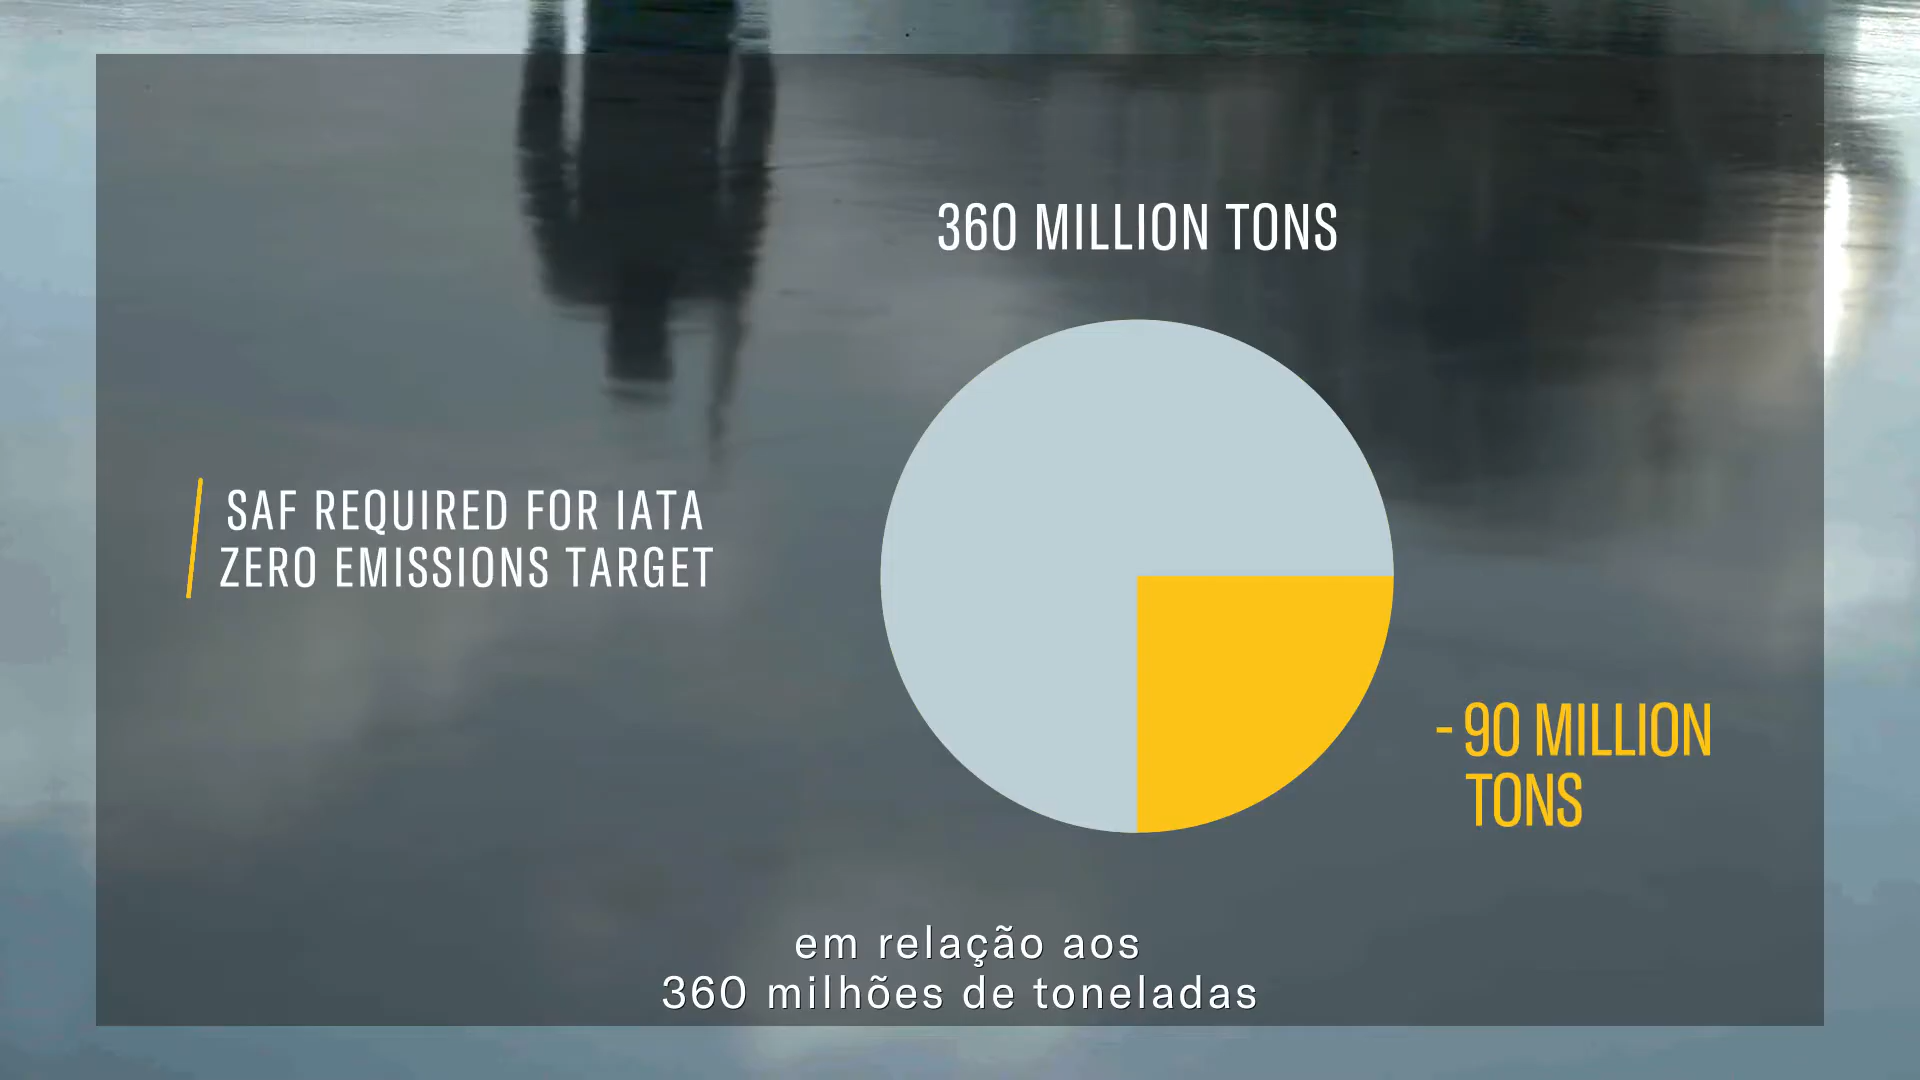 360 MILLION TONS
SAF REQUIRED FOR IATA
ZERO EMISSIONS TARGET
- 90 MILLION
TONS
em relação aos
360 milhões de toneladas